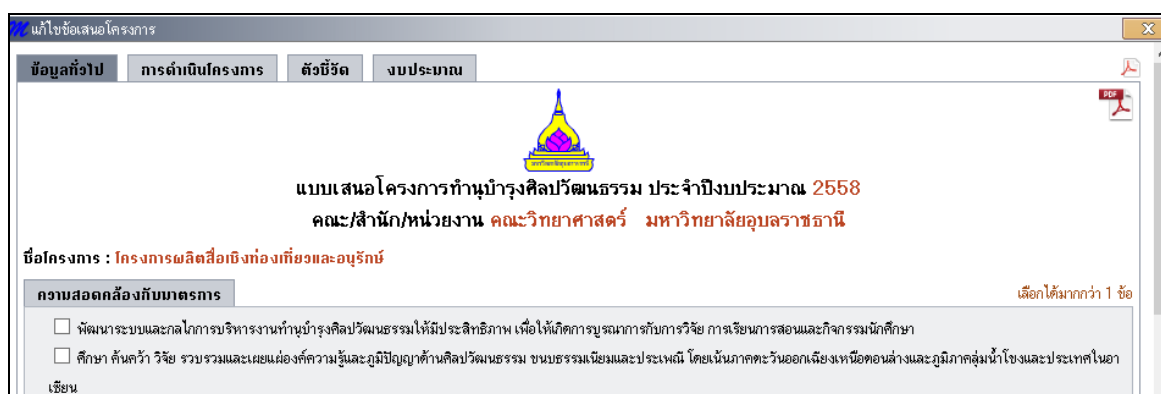 แก้ไขข้อเสนอโครงการ
ข้อมูลทั่วไป การดำเนินโครงการ ตัวชี้วัด งบประมาณ
PDF
แบบเสนอโครงการทำนุบำรุงศิลปวัฒนธรรม ประจำปีงบประมาณ 2558
คณะ/สำนัก/หน่วยงาน คณะวิทยาศาสตร์ มหาวิทยาลัยอุบลราชธานี
ชื่อโครงการ : โครงการผลิตสื่อเชิงท่องเที่ยวและอนุรักษ์
ความสอดคล้องกับมาตรการ เลือกได้มากกว่า 1 ข้อ
พัฒนาระบบและกลไกการบริหารงานทำนุบำรุงศิลปวัฒนธรรมให้มีประสิทธิภาพ เพื่อให้เกิดการบูรณาการกับการวิจัย การเรียนการสอนและกิจกรรมนักศึกษา
ศึกษา ค้นคว้า วิจัย รวบรวมและเผยแผ่องค์ความรู้และภูมิปัญญาด้านศิลปวัฒนธรรม ขนบธรรมเนียมและประเพณี โดยเน้นภาคตะวันออกเฉียงเหนือตอนล่างและภูมิภาคลุ่มน้ำโขงและประเทศในอา
เซียน